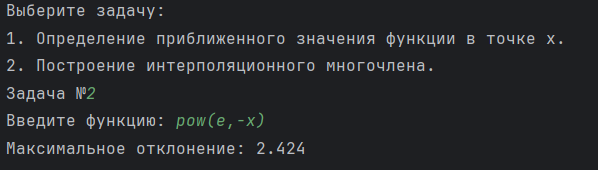 Выберите задачу:
1. Определение приближенного значения функции в точке x.
2. Построение интерполяционного многочлена.
Задача №2
Введите функцию: pow(e,-x)
Максимальное отклонение: 2.424